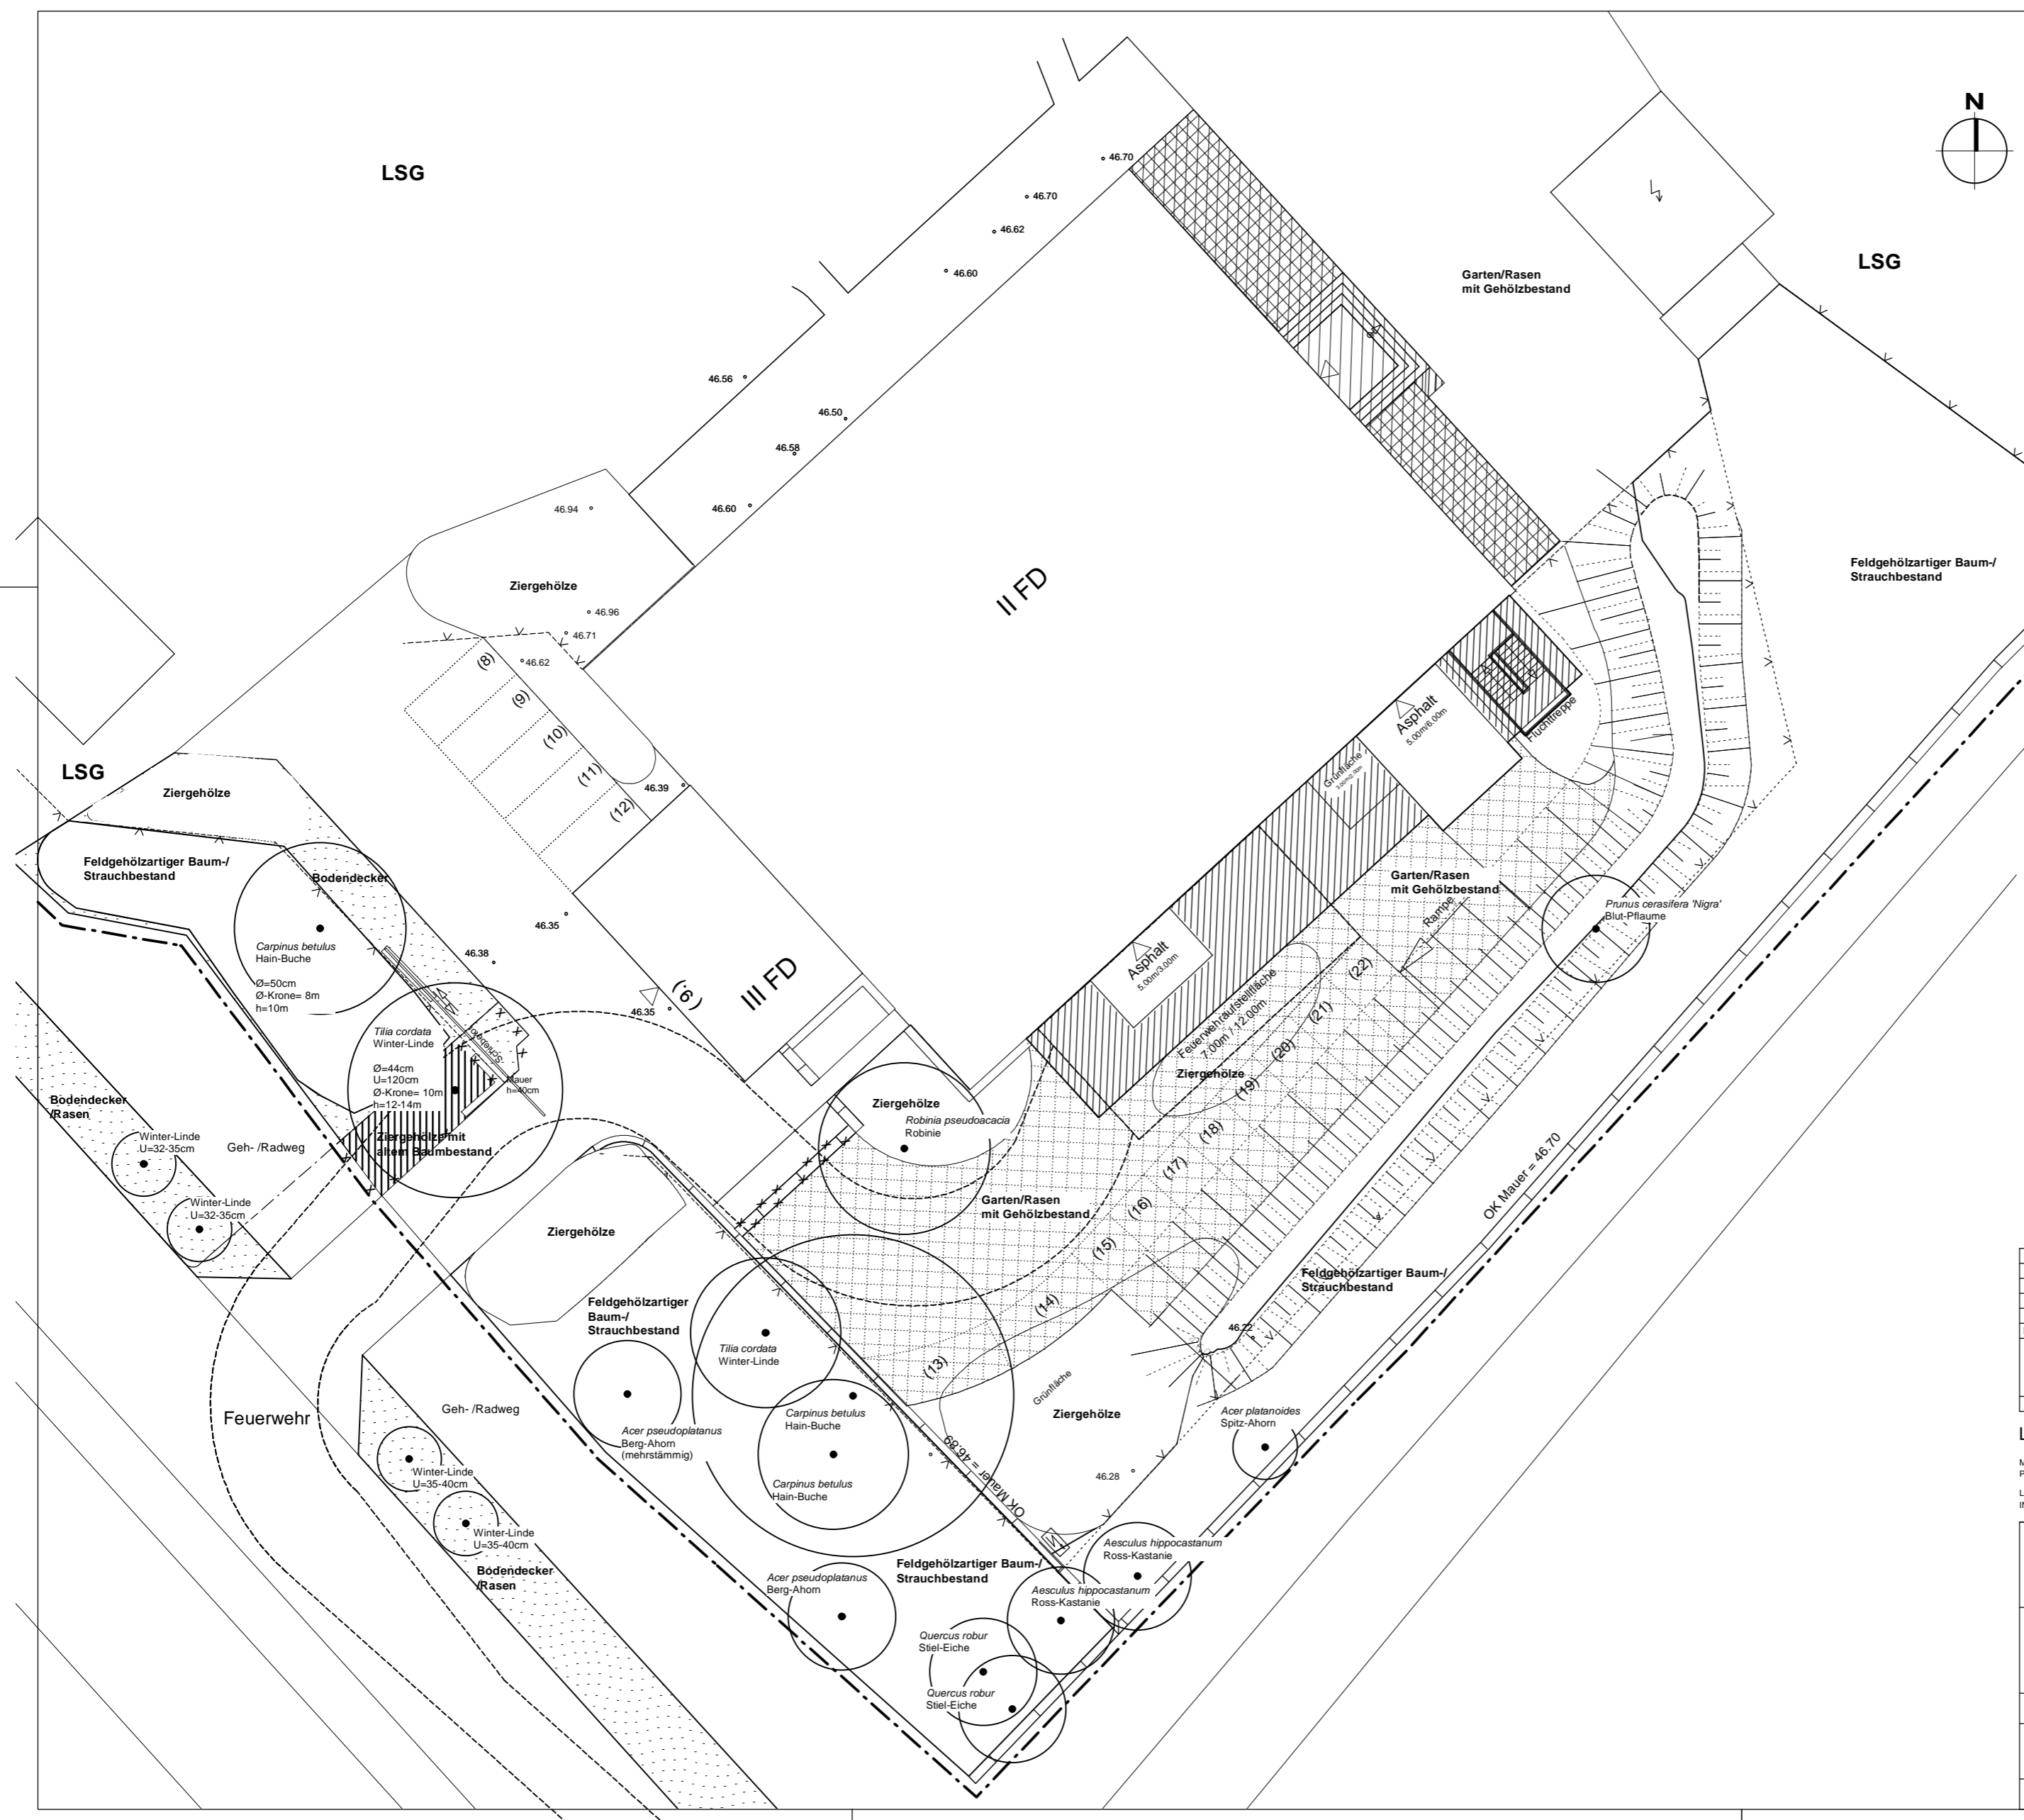 N
LSG
46.70
46.70
46.62
46.60
LSG
Garten/Rasen
mit Gehölzbestand
46.56
46.50
46.58
46.60
46.94
Ziergehölze
46.96
46.71
46.62
II FD
Feldgehölzartiger Baum-/
Strauchbestand
(8)
(9)
(10)
(11)
(12)
46.39
Asphalt
5.00m/6.00m
Fluchttreppe
Grünfläche
LSG
Ziergehölze
Feldgehölzartiger Baum-/
Strauchbestand
Bodendecker
Garten/Rasen
mit Gehölzbestand
Rampe
Prunus cerasifera 'Nigra'
Blut-Pflaume
Carpinus betulus
Hain-Buche
Ø=50cm
Ø-Krone= 8m
h=10m
46.35
46.38
46.35
(6)
III FD
Asphalt
5.00m/3.00m
Feuerwehraufstellfläche
7.00m / 12.00m
Ziergehölze
(22)
(21)
(20)
(19)
(18)
(17)
(16)
(15)
(14)
(13)
Tilia cordata
Winter-Linde
Ø=44cm
U=120cm
Ø-Krone= 10m
h=12-14m
Schiebetor
Mauer
h=40cm
Ziergehölze mit
altem Baumbestand
Bodendecker
/Rasen
Winter-Linde
U=32-35cm
Geh- /Radweg
Winter-Linde
U=32-35cm
Ziergehölze
Robinia pseudoacacia
Robinie
Garten/Rasen
mit Gehölzbestand
OK Mauer = 46.70
Ziergehölze
Feldgehölzartiger
Baum-/
Strauchbestand
Feldgehölzartiger Baum-/
Strauchbestand
46.22
Tilia cordata
Winter-Linde
Grünfläche
Ziergehölze
Feuerwehr
Geh- /Radweg
Acer pseudoplatanus
Berg-Ahorn
(mehrstämmig)
Carpinus betulus
Hain-Buche
Carpinus betulus
Hain-Buche
OK Mauer = 46.89
Acer platanoides
Spitz-Ahorn
46.28
Winter-Linde
U=35-40cm
Winter-Linde
U=35-40cm
Bodendecker
/Rasen
Acer pseudoplatanus
Berg-Ahorn
Feldgehölzartiger Baum-/
Strauchbestand
Aesculus hippocastanum
Ross-Kastanie
Aesculus hippocastanum
Ross-Kastanie
Quercus robur
Stiel-Eiche
Quercus robur
Stiel-Eiche